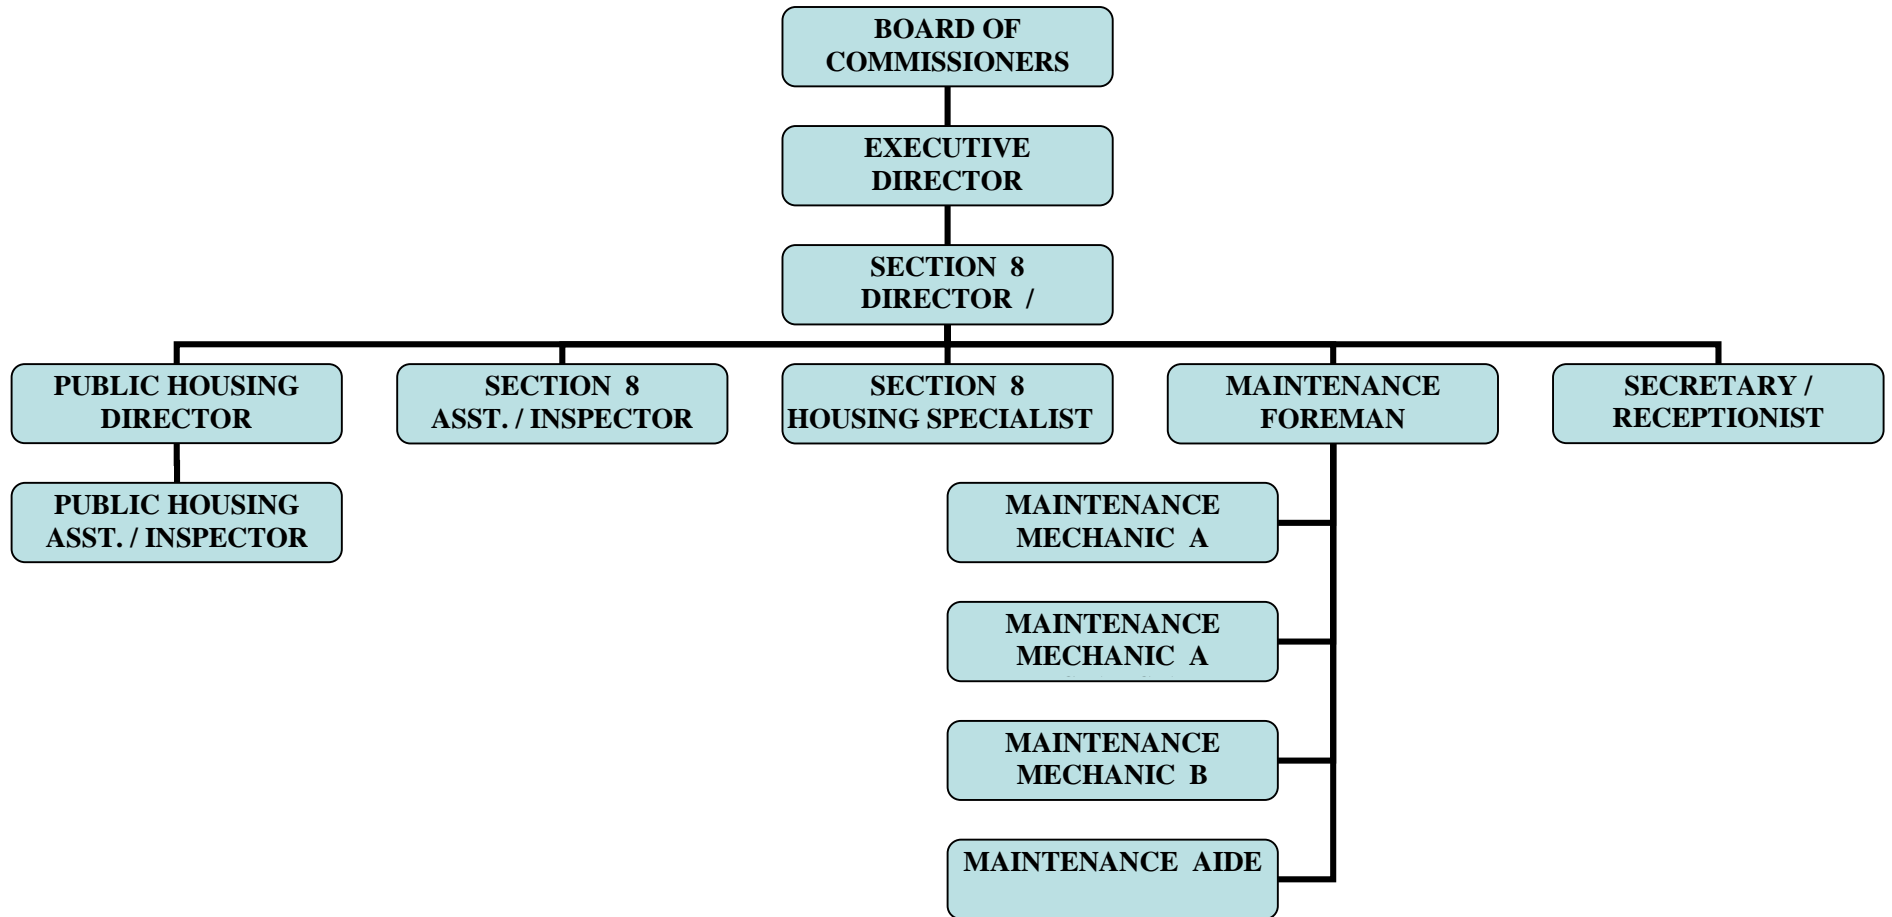 BOARD OF
COMMISSIONERS
EXECUTIVE
DIRECTOR
SECTION 8
DIRECTOR /
PUBLIC HOUSING
DIRECTOR
SECTION 8
ASST. / INSPECTOR
SECTION 8
HOUSING SPECIALIST
MAINTENANCE
FOREMAN
SECRETARY /
RECEPTIONIST
PUBLIC HOUSING
ASST. / INSPECTOR
MAINTENANCE
MECHANIC A
MAINTENANCE
MECHANIC A
MAINTENANCE
MECHANIC B
MAINTENANCE AIDE